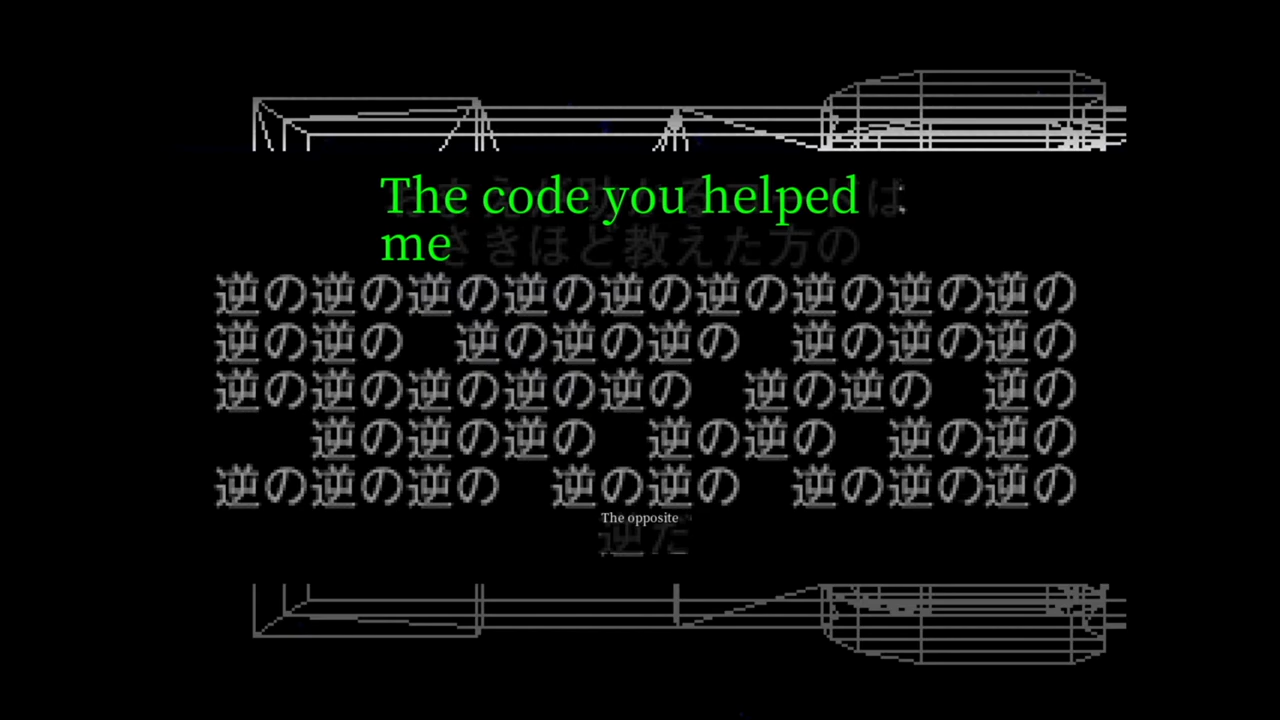 The code you helped
me
さきほど教えた方の
逆の逆の逆の逆の逆の逆の逆の逆の逆の
逆の逆の　逆の逆の逆の　逆の逆の逆の
逆の逆の逆の逆の逆の　逆の逆の　逆の
逆の逆の逆の　逆の逆の　逆の逆の
逆の逆の逆の　逆の逆の　逆の逆の逆の
The opposite
逆だ